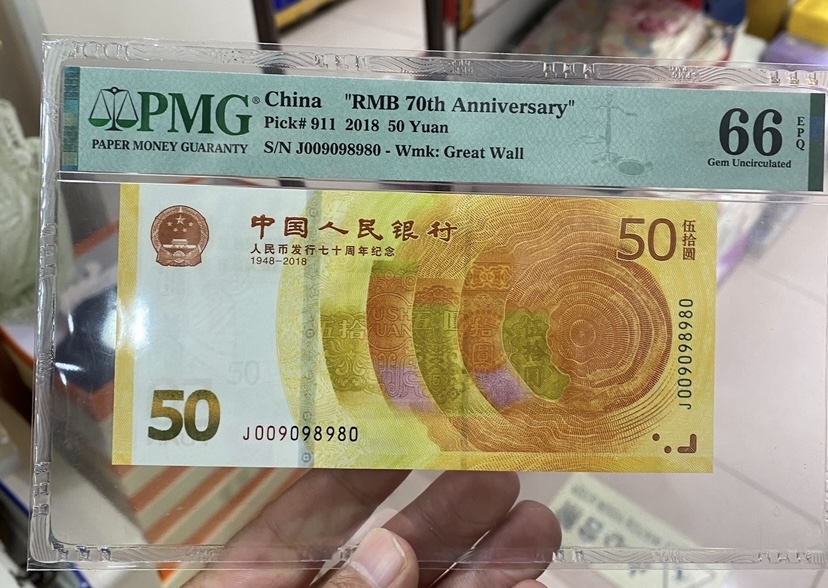 PMG® China "RMB 70th Anniversary"
PAPER MONEY GUARANTY
Pick# 911 2018 50 Yuan
S/N J009098980 - Wmk: Great Wall
66 EPQ
Gem Uncirculated
中国人民银行
人民币发行七十周年纪念
1948-2018
50 伍拾圆
J009098980
50
50
J009098980